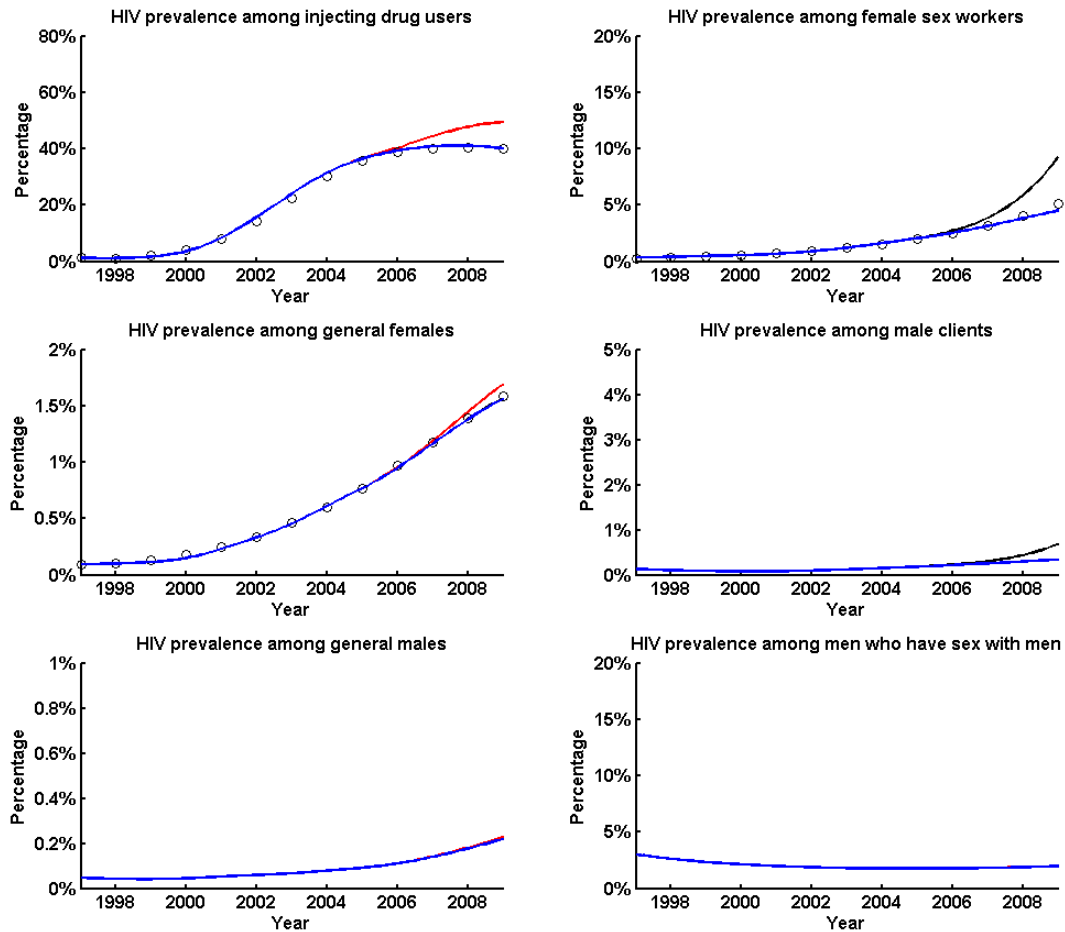 HIV prevalence among injecting drug users
80%
60%
40%
20%
0%
Percentage
1998 2000 2002 2004 2006 2008
Year
HIV prevalence among female sex workers
20%
15%
10%
5%
0%
Percentage
1998 2000 2002 2004 2006 2008
Year
HIV prevalence among general females
2%
1.5%
1%
0.5%
0%
Percentage
1998 2000 2002 2004 2006 2008
Year
HIV prevalence among male clients
5%
4%
3%
2%
1%
0%
Percentage
1998 2000 2002 2004 2006 2008
Year
HIV prevalence among general males
1%
0.8%
0.6%
0.4%
0.2%
0%
Percentage
1998 2000 2002 2004 2006 2008
Year
HIV prevalence among men who have sex with men
20%
15%
10%
5%
0%
Percentage
1998 2000 2002 2004 2006 2008
Year